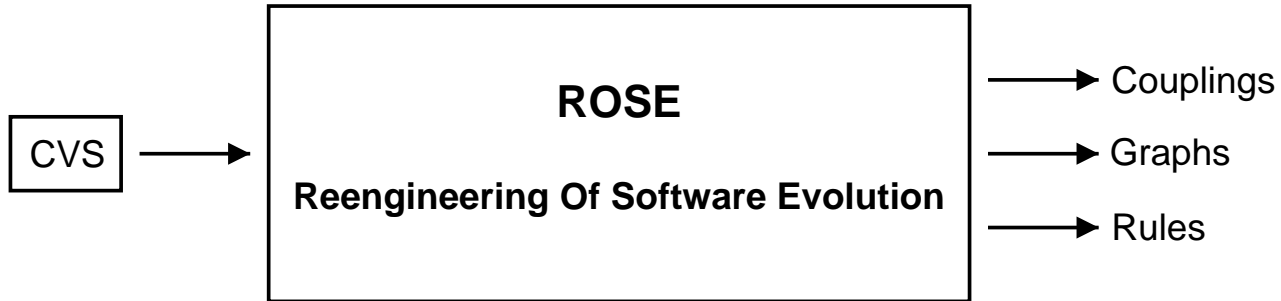 CVS
ROSE
Reengineering Of Software Evolution
Couplings
Graphs
Rules